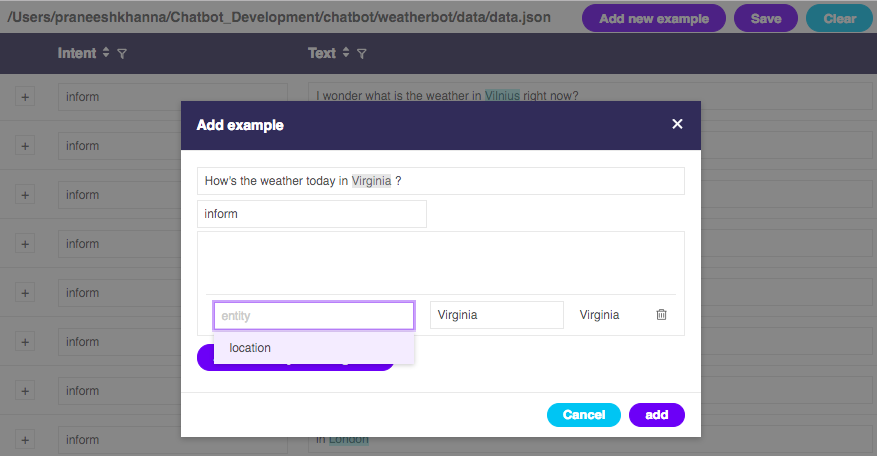 /Users/praneeshkhanna/Chatbot_Development/chatbot/weatherbot/data/data.json
Add new example
Save
Clear
Intent
Text
+
inform
I wonder what is the weather in Vilnius right now?
+
inform
+
inform
+
inform
+
inform
+
inform
+
inform
+
inform
in London
Add example
×
How's the weather today in Virginia ?
inform
entity
Virginia
Virginia
location
Cancel
add